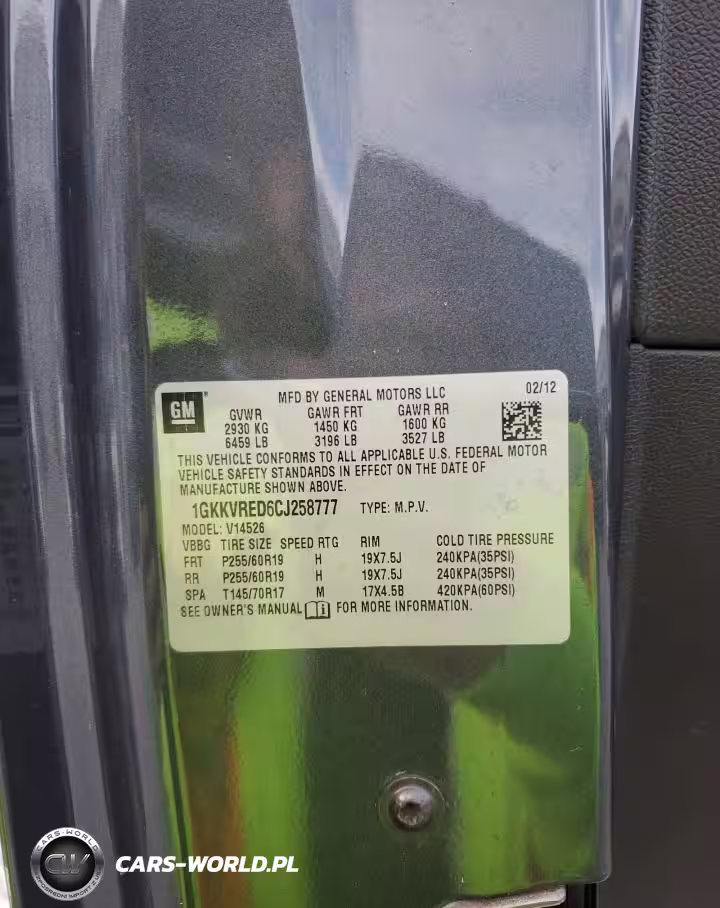 GM
MFD BY GENERAL MOTORS LLC 02/12
GVWR GAWR FRT GAWR RR
2930 KG 1450 KG 1600 KG
6459 LB 3196 LB 3527 LB
THIS VEHICLE CONFORMS TO ALL APPLICABLE U.S. FEDERAL MOTOR
VEHICLE SAFETY STANDARDS IN EFFECT ON THE DATE OF
MANUFACTURE SHOWN ABOVE.
1GKKVRED6CJ258777 TYPE: M.P.V.
MODEL: V14526
VBBG TIRE SIZE SPEED RTG RIM COLD TIRE PRESSURE
FRT P255/60R19 H 19X7.5J 240KPA(35PSI)
RR P255/60R19 H 19X7.5J 240KPA(35PSI)
SPA T145/70R17 M 17X4.5B 420KPA(60PSI)
SEE OWNER'S MANUAL FOR MORE INFORMATION.
CARS-WORLD
CW
CARS-WORLD.PL